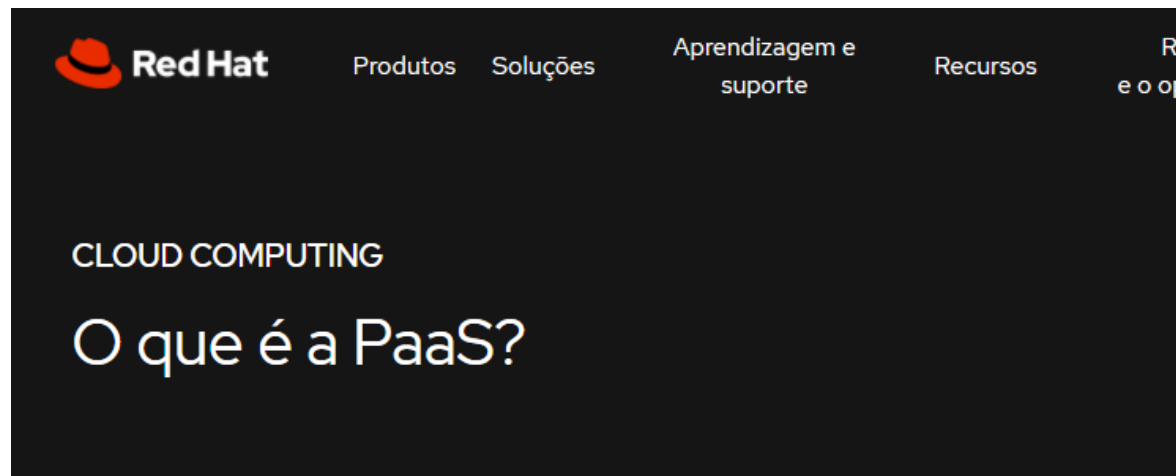 Red Hat
Produtos
Soluções
Aprendizagem e
suporte
Recursos
e o
CLOUD COMPUTING
O que é a PaaS?